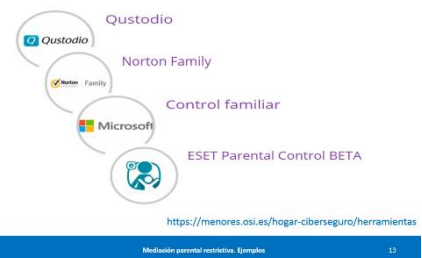 Qustodio
Qustodio
Norton Family
Norton Family
Control familiar
Microsoft
ESET Parental Control BETA
https://menores.osi.es/hogar-ciberseguro/herramientas
Mediación parental restrictiva. Ejemplos
13